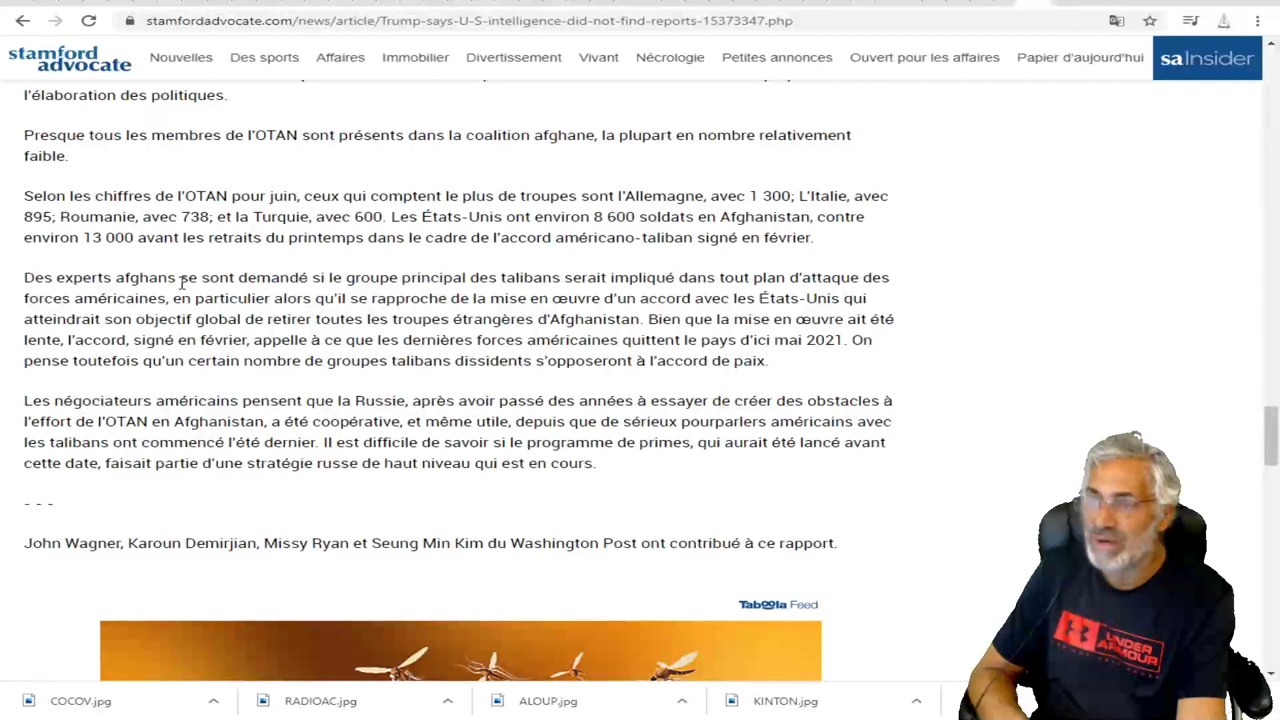 stamfordadvocate.com/news/article/Trump-says-U-S-intelligence-did-not-find-reports-15373347.php
stamford
advocate
Nouvelles Des sports Affaires Immobilier Divertissement Vivant Nécrologie Petites annonces Ouvert pour les affaires Papier d'aujourd'hui saInsider
l'élaboration des politiques.
Presque tous les membres de l'OTAN sont présents dans la coalition afghane, la plupart en nombre relativement
faible.
Selon les chiffres de l'OTAN pour juin, ceux qui comptent le plus de troupes sont l'Allemagne, avec 1 300; L'Italie, avec
895; Roumanie, avec 738; et la Turquie, avec 600. Les États-Unis ont environ 8 600 soldats en Afghanistan, contre
environ 13 000 avant les retraits du printemps dans le cadre de l'accord américano-taliban signé en février.
Des experts afghans se sont demandé si le groupe principal des talibans serait impliqué dans tout plan d'attaque des
forces américaines, en particulier alors qu'il se rapproche de la mise en œuvre d'un accord avec les États-Unis qui
atteindrait son objectif global de retirer toutes les troupes étrangères d'Afghanistan. Bien que la mise en œuvre ait été
lente, l'accord, signé en février, appelle à ce que les dernières forces américaines quittent le pays d'ici mai 2021. On
pense toutefois qu'un certain nombre de groupes talibans dissidents s'opposeront à l'accord de paix.
Les négociateurs américains pensent que la Russie, après avoir passé des années à essayer de créer des obstacles à
l'effort de l'OTAN en Afghanistan, a été coopérative, et même utile, depuis que de sérieux pourparlers américains avec
les talibans ont commencé l'été dernier. Il est difficile de savoir si le programme de primes, qui aurait été lancé avant
cette date, faisait partie d'une stratégie russe de haut niveau qui est en cours.
- - -
John Wagner, Karoun Demirjian, Missy Ryan et Seung Min Kim du Washington Post ont contribué à ce rapport.
Taboola Feed
UNDER
ARMOUR
COCOV.jpg RADIOAC.jpg ALOUP.jpg KINTON.jpg